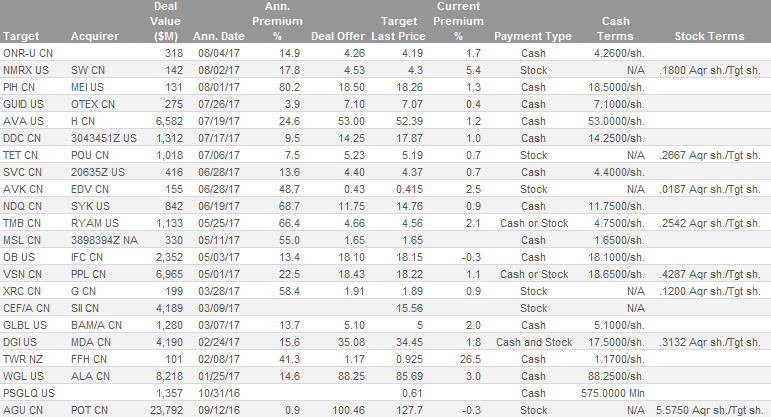 Deal Ann. Current
Value Premium Target Premium Cash
Target Acquirer ($M) Ann. Date % Deal Offer Last Price % Payment Type Terms Stock Terms
ONR-U CN 318 08/04/17 14.9 4.26 4.19 1.7 Cash 4.2600/sh.
NMRX US SW CN 142 08/02/17 17.8 4.53 4.3 5.4 Stock N/A .1800 Aqr sh./Tgt sh.
PIH CN MEI US 131 08/01/17 80.2 18.50 18.26 1.3 Cash 18.5000/sh.
GUID US OTEX CN 275 07/26/17 3.9 7.10 7.07 0.4 Cash 7.1000/sh.
AVA US H CN 6,582 07/19/17 24.6 53.00 52.39 1.2 Cash 53.0000/sh.
DDC CN 3043451Z US 1,312 07/17/17 9.5 14.25 17.87 1.0 Cash 14.2500/sh.
TET CN POU CN 1,018 07/06/17 7.5 5.23 5.19 0.7 Stock N/A .2667 Aqr sh./Tgt sh.
SVC CN 20635Z US 416 06/28/17 13.6 4.40 4.37 0.7 Cash 4.4000/sh.
AVK CN EDV CN 155 06/28/17 48.7 0.43 0.415 2.5 Stock N/A .0187 Aqr sh./Tgt sh.
NDQ CN SYK US 842 06/19/17 68.7 11.75 14.76 0.9 Cash 11.7500/sh.
TMB CN RYAM US 1,133 05/25/17 66.4 4.66 4.56 2.1 Cash or Stock 4.7500/sh. .2542 Aqr sh./Tgt sh.
MSL CN 3898394Z NA 330 05/11/17 55.0 1.65 1.65 Cash 1.6500/sh.
OB US IFC CN 2,352 05/03/17 13.4 18.10 18.15 -0.3 Cash 18.1000/sh.
VSN CN PPL CN 6,965 05/01/17 22.5 18.43 18.22 1.1 Cash or Stock 18.6500/sh. .4287 Aqr sh./Tgt sh.
XRC CN G CN 199 03/28/17 58.4 1.91 1.89 0.9 Stock N/A .1200 Aqr sh./Tgt sh.
CEF/A CN SII CN 4,189 03/09/17 15.56 Stock N/A
GLBL US BAM/A CN 1,280 03/07/17 13.7 5.10 5 2.0 Cash 5.1000/sh.
DGI US MDA CN 4,190 02/24/17 15.6 35.08 34.45 1.8 Cash and Stock 17.5000/sh. .3132 Aqr sh./Tgt sh.
TWR NZ FFH CN 101 02/08/17 41.3 1.17 0.925 26.5 Cash 1.1700/sh.
WGL US ALA CN 8,218 01/25/17 14.6 88.25 85.69 3.0 Cash 88.2500/sh.
PSGLQ US 1,357 10/31/16 0.61 Cash 575.0000 Mln
AGU CN POT CN 23,792 09/12/16 0.9 100.46 127.7 -0.3 Stock N/A 5.5750 Aqr sh./Tgt sh.